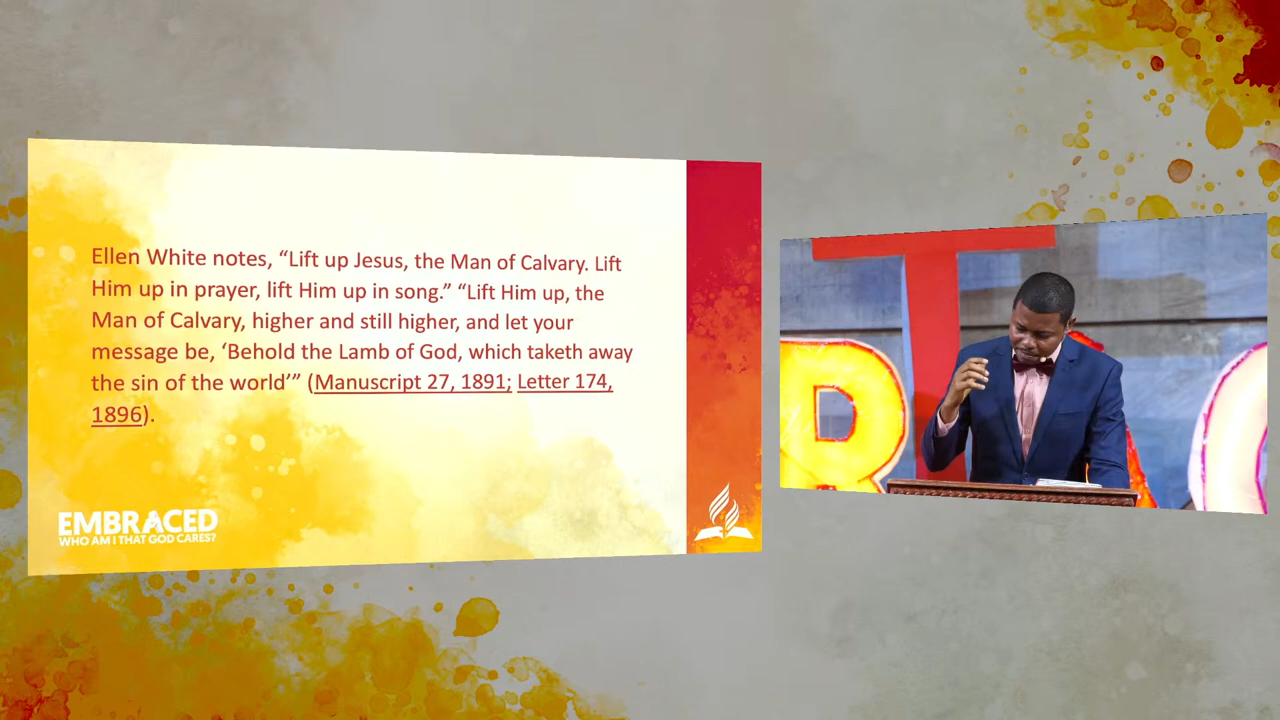 Ellen White notes, “Lift up Jesus, the Man of Calvary. Lift
Him up in prayer, lift Him up in song.” “Lift Him up, the
Man of Calvary, higher and still higher, and let your
message be, ‘Behold the Lamb of God, which taketh away
the sin of the world’” (Manuscript 27, 1891; Letter 174,
1896).
EMBRACED
WHO AM I THAT GOD CARES?
T
R
C